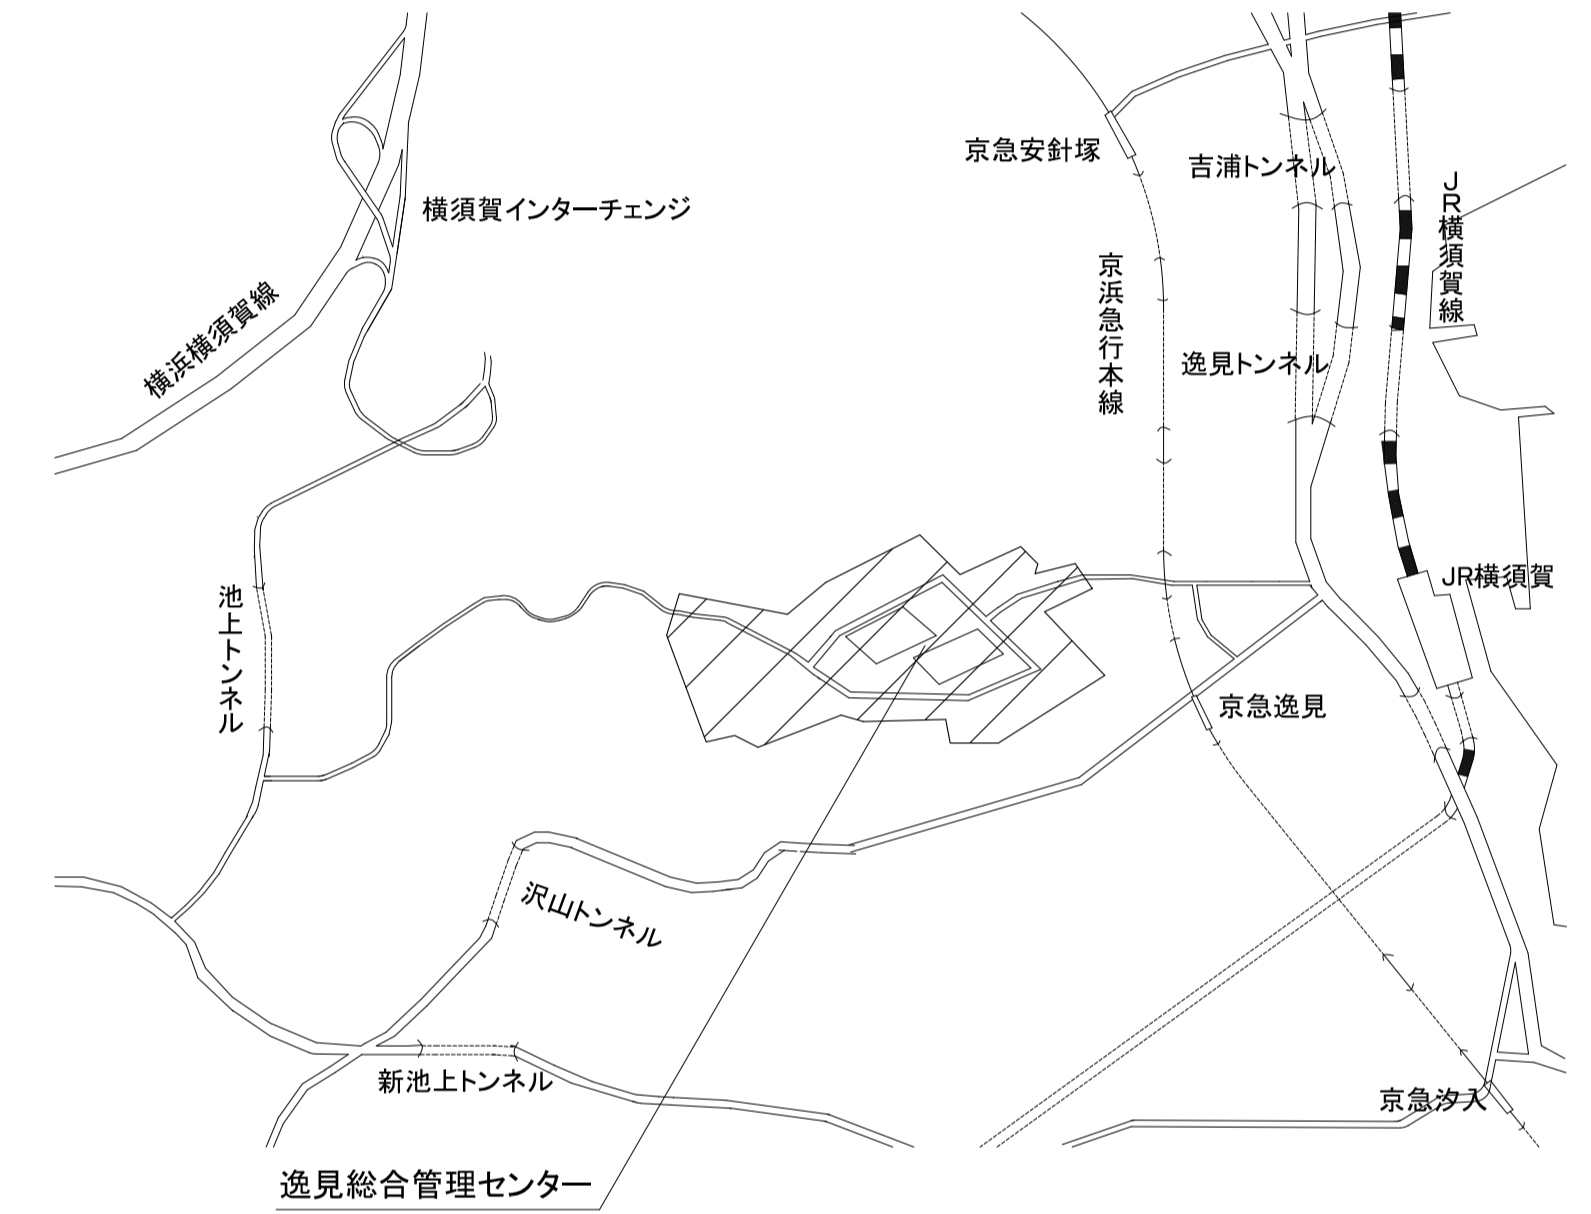 京急安針塚
吉浦トンネル
JR横須賀線
横須賀インターチェンジ
京浜急行本線
横浜横須賀線
逸見トンネル
JR横須賀
池上トンネル
京急逸見
沢山トンネル
新池上トンネル
京急汐入
逸見総合管理センター